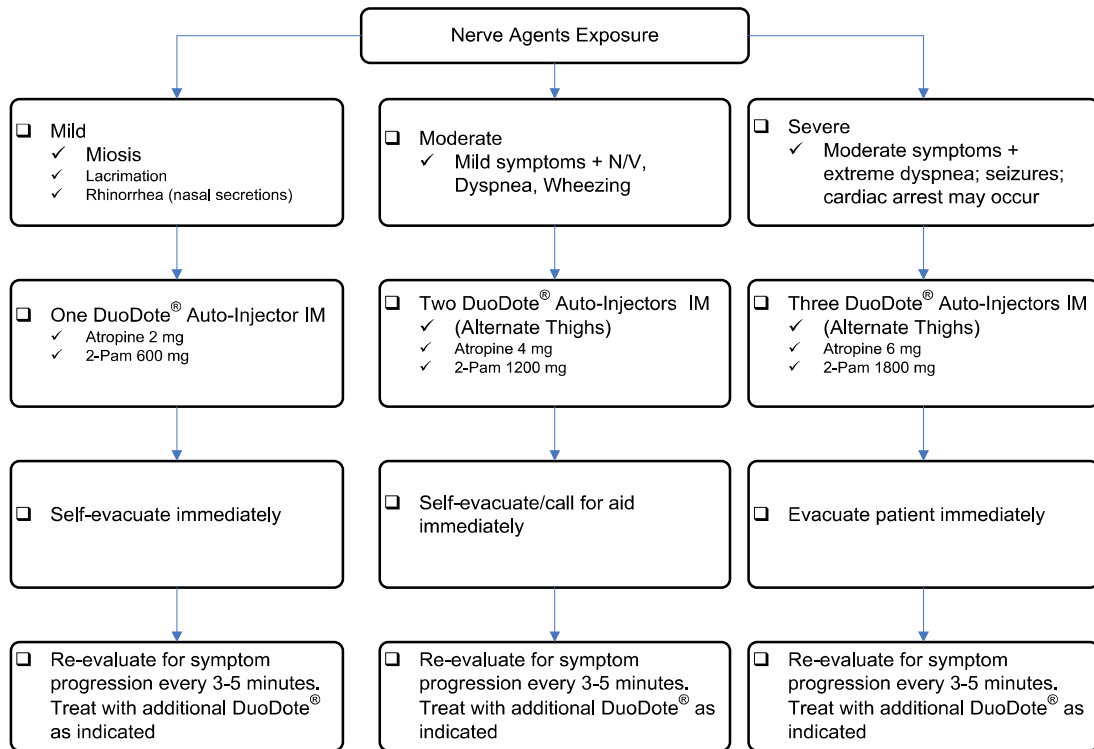 Nerve Agents Exposure
❑ Mild
✓ Miosis
✓ Lacrimation
✓ Rhinorrhea (nasal secretions)
❑ Moderate
✓ Mild symptoms + N/V,
Dyspnea, Wheezing
❑ Severe
✓ Moderate symptoms +
extreme dyspnea; seizures;
cardiac arrest may occur
❑ One DuoDote® Auto-Injector IM
✓ Atropine 2 mg
✓ 2-Pam 600 mg
❑ Two DuoDote® Auto-Injectors IM
✓ (Alternate Thighs)
✓ Atropine 4 mg
✓ 2-Pam 1200 mg
❑ Three DuoDote® Auto-Injectors IM
✓ (Alternate Thighs)
✓ Atropine 6 mg
✓ 2-Pam 1800 mg
❑ Self-evacuate immediately
❑ Self-evacuate/call for aid
immediately
❑ Evacuate patient immediately
❑ Re-evaluate for symptom
progression every 3-5 minutes.
Treat with additional DuoDote®
as indicated
❑ Re-evaluate for symptom
progression every 3-5 minutes.
Treat with additional DuoDote® as
indicated
❑ Re-evaluate for symptom
progression every 3-5 minutes.
Treat with additional DuoDote® as
indicated